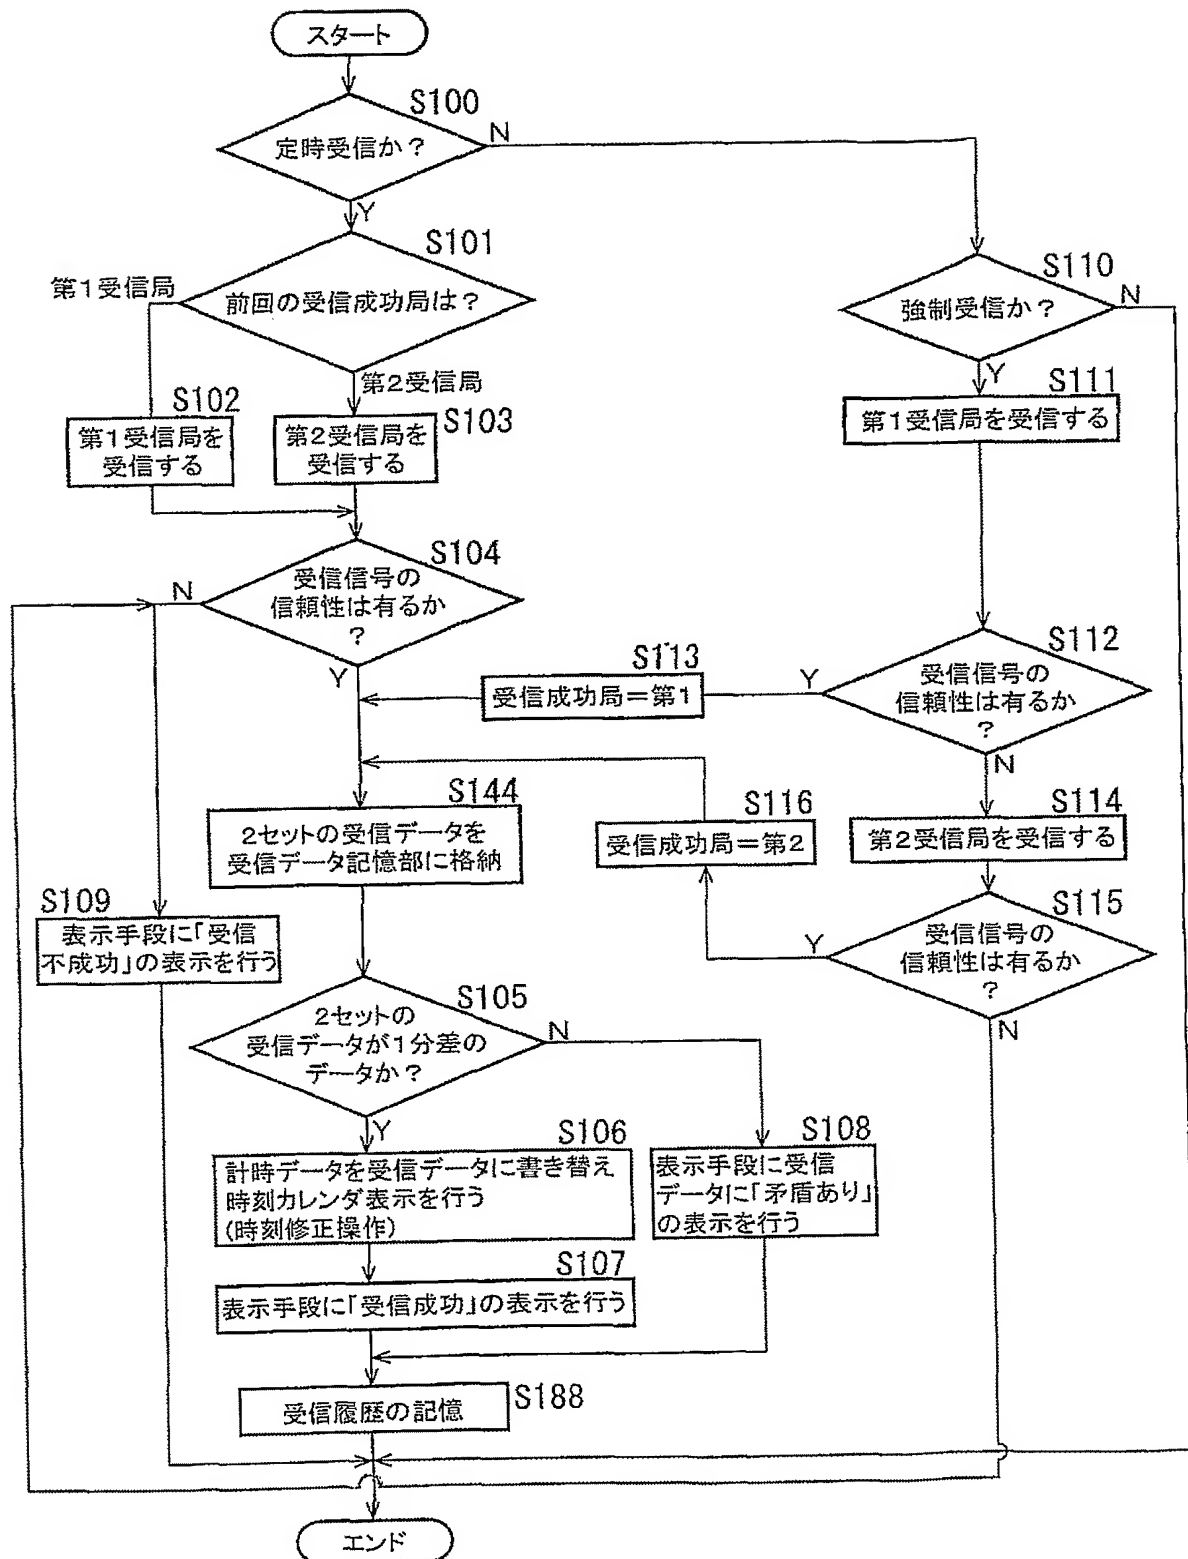 スタート
S100
定時受信か？
N
Y
S101
第1受信局
前回の受信成功局は？
S110
強制受信か？
N
Y
第2受信局
S102
第1受信局を
受信する
S103
第2受信局を
受信する
S111
第1受信局を受信する
S104
N
受信信号の
信頼性は有るか
？
Y
S112
Y
受信信号の
信頼性は有るか
？
N
S113
受信成功局＝第1
S144
2セットの受信データを
受信データ記憶部に格納
S116
受信成功局＝第2
S114
第2受信局を受信する
S115
Y
受信信号の
信頼性は有るか
？
N
S109
表示手段に「受信
不成功」の表示を行う
S105
2セットの
受信データが1分差の
データか？
N
Y
S106
計時データを受信データに書き替え
時刻カレンダ表示を行う
(時刻修正操作)
S108
表示手段に受信
データに「矛盾あり」
の表示を行う
S107
表示手段に「受信成功」の表示を行う
S188
受信履歴の記憶
エンド